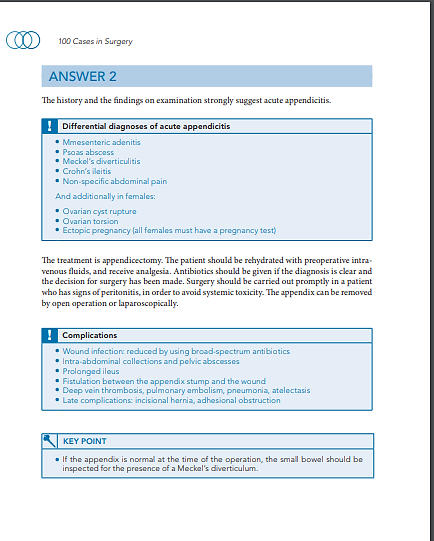 100 Cases in Surgery
ANSWER 2
The history and the findings on examination strongly suggest acute appendicitis.
! Differential diagnoses of acute appendicitis
• Mmesenteric adenitis
• Psoas abscess
• Meckel's diverticulitis
• Crohn's ileitis
• Non-specific abdominal pain
And additionally in females:
• Ovarian cyst rupture
• Ovarian torsion
• Ectopic pregnancy (all females must have a pregnancy test)
The treatment is appendicectomy. The patient should be rehydrated with preoperative intra-
venous fluids, and receive analgesia. Antibiotics should be given if the diagnosis is clear and
the decision for surgery has been made. Surgery should be carried out promptly in a patient
who has signs of peritonitis, in order to avoid systemic toxicity. The appendix can be removed
by open operation or laparoscopically.
! Complications
• Wound infection: reduced by using broad-spectrum antibiotics
• Intra-abdominal collections and pelvic abscesses
• Prolonged ileus
• Fistulation between the appendix stump and the wound
• Deep vein thrombosis, pulmonary embolism, pneumonia, atelectasis
• Late complications: incisional hernia, adhesional obstruction
KEY POINT
• If the appendix is normal at the time of the operation, the small bowel should be
inspected for the presence of a Meckel's diverticulum.